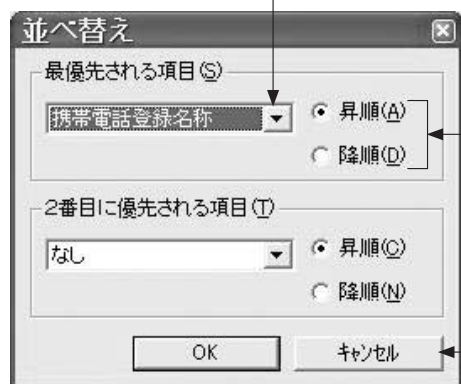 並べ替え
最優先される項目(S)
携帯電話登録名称
昇順(A)
降順(D)
2番目に優先される項目(T)
なし
昇順(C)
降順(N)
OK
キャンセル